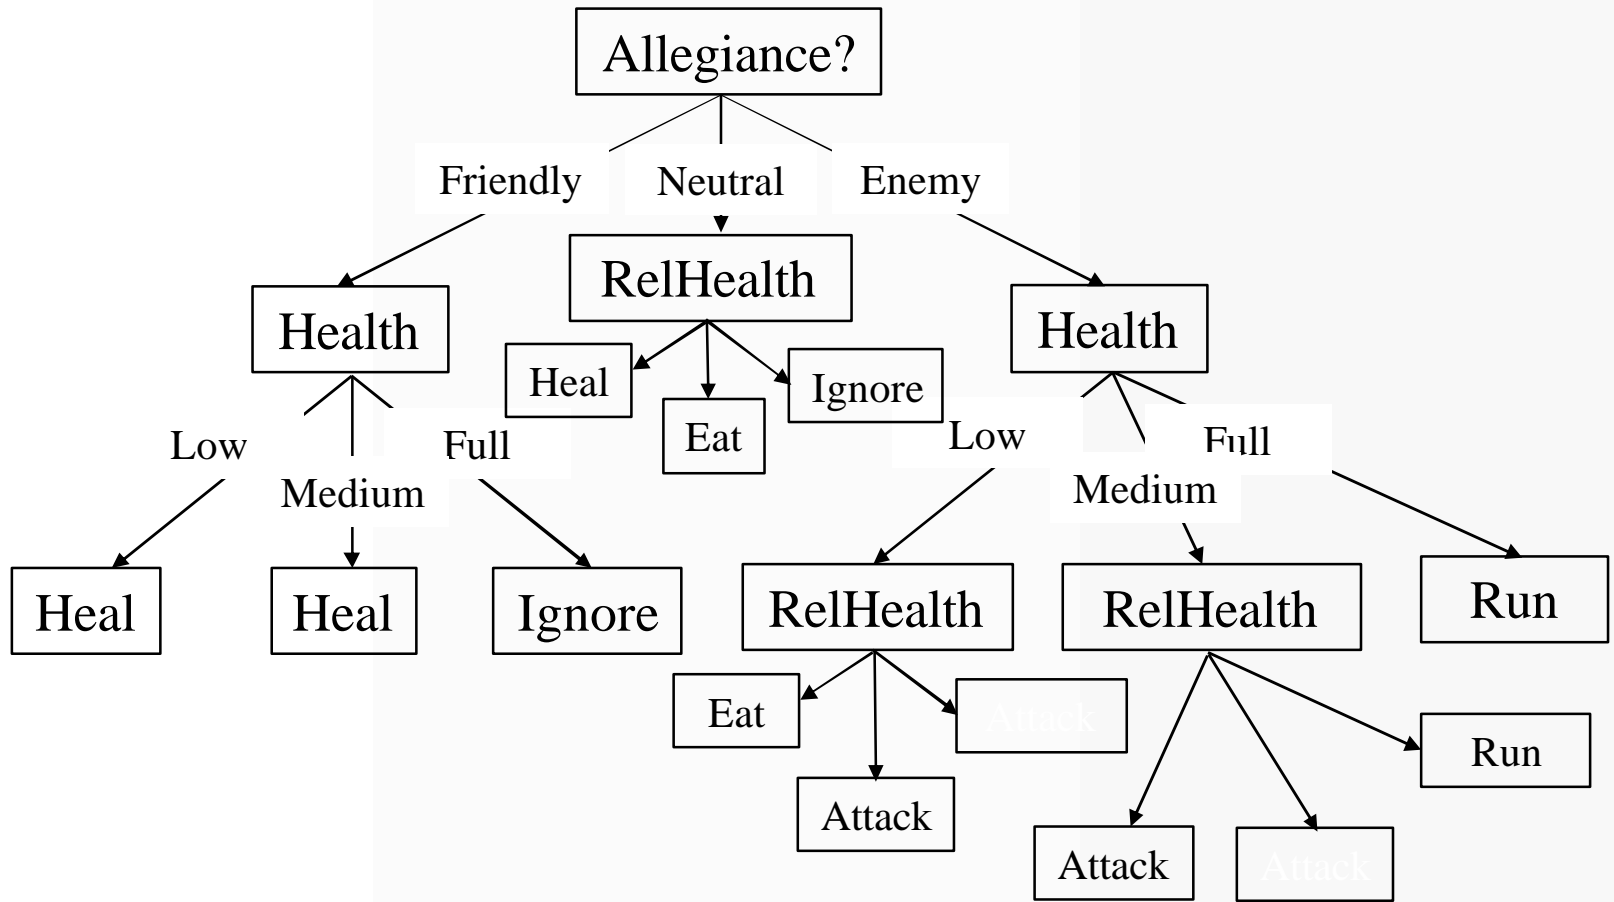 Allegiance?
Friendly
Neutral
Enemy
Health
RelHealth
Health
Heal
Eat
Ignore
Low
Medium
Full
Low
Medium
Full
Heal
Heal
Ignore
RelHealth
RelHealth
Run
Eat
Attack
Attack
Attack
Attack
Run